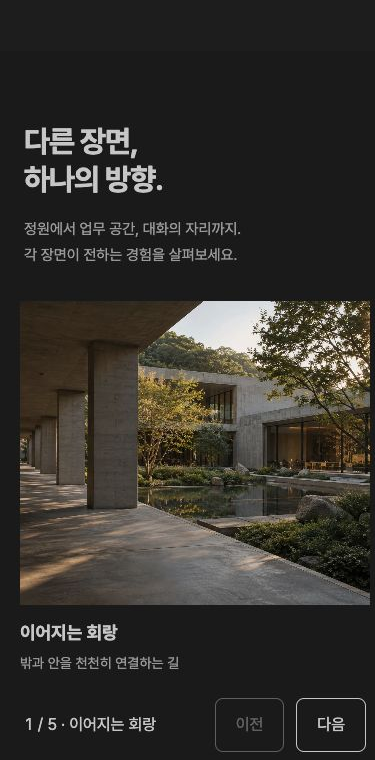 다른 장면,
하나의 방향.
정원에서 업무 공간, 대화의 자리까지.
각 장면이 전하는 경험을 살펴보세요.
이어지는 회랑
밖과 안을 천천히 연결하는 길
1 / 5 · 이어지는 회랑
이전
다음